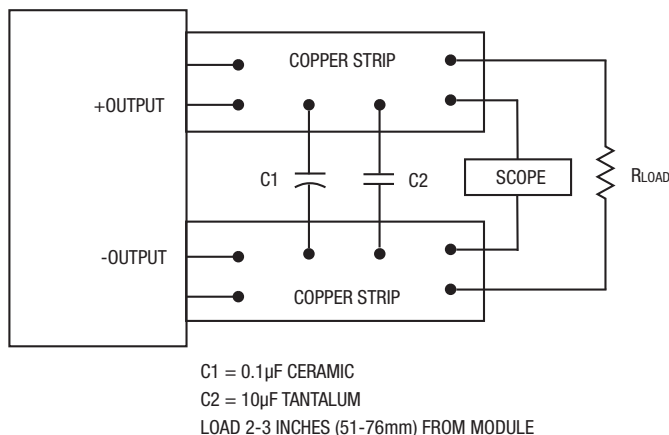 COPPER STRIP
+OUTPUT
C1
C2
SCOPE
RLOAD
-OUTPUT
COPPER STRIP
C1 = 0.1µF CERAMIC
C2 = 10µF TANTALUM
LOAD 2-3 INCHES (51-76mm) FROM MODULE